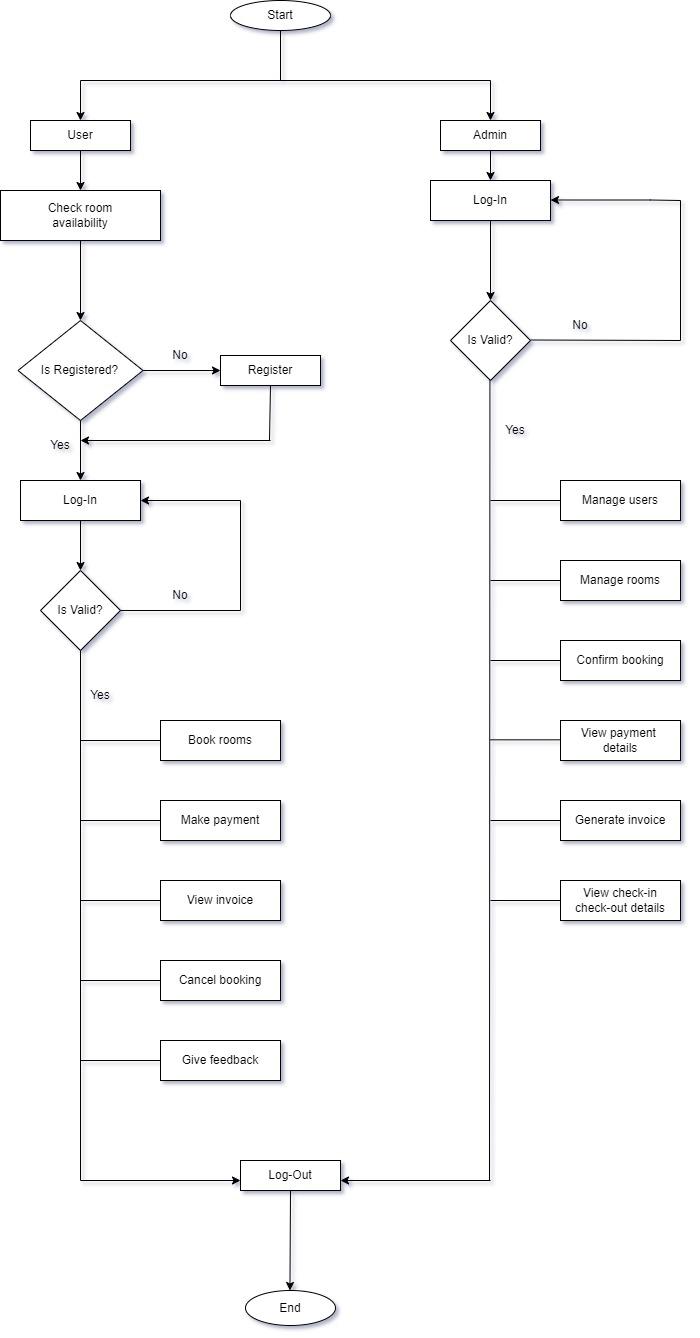 Start
User
Admin
Check room
availability
Log-In
Is Valid?
No
Is Registered?
No
Register
Yes
Yes
Log-In
Manage users
Is Valid?
No
Manage rooms
Yes
Confirm booking
Book rooms
View payment
details
Make payment
Generate invoice
View invoice
View check-in
check-out details
Cancel booking
Give feedback
Log-Out
End